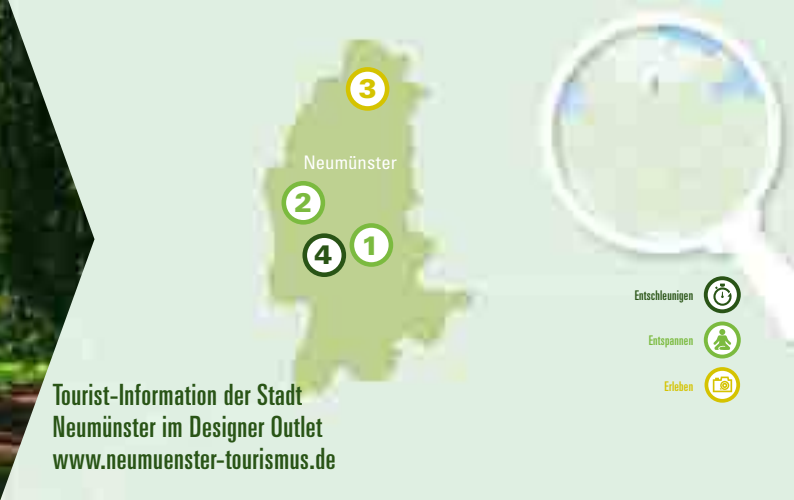 3
Neumünster
2
1
4
Entschleunigen
Entspannen
Erleben
Tourist-Information der Stadt
Neumünster im Designer Outlet
www.neumuenster-tourismus.de